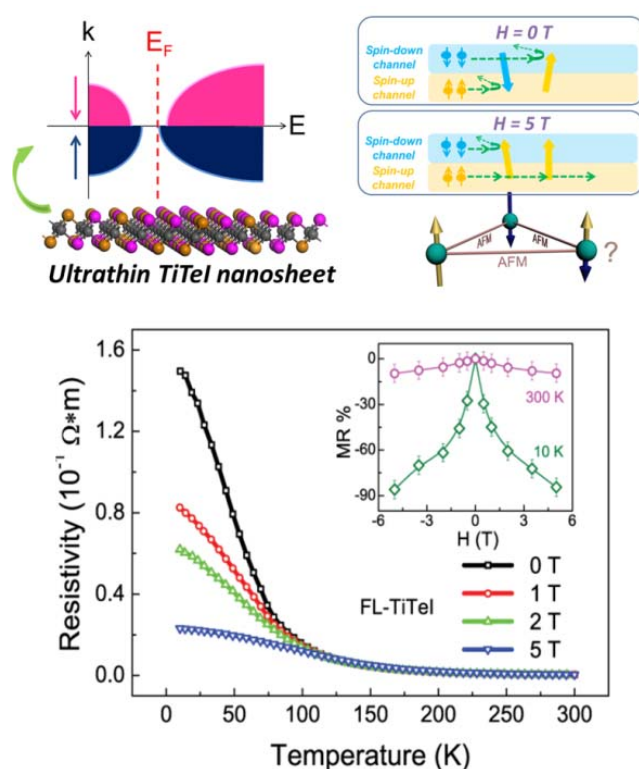 k
E_F
E
Ultrathin TiTeI nanosheet
H = 0 T
Spin-down
channel
Spin-up
channel
H = 5 T
Spin-down
channel
Spin-up
channel
AFM
AFM
AFM
?
Resistivity (10⁻¹ Ω*m)
1.6
1.2
0.8
0.4
0.0
0
50
100
150
200
250
300
Temperature (K)
MR %
0
-30
-60
-90
-6
-3
0
3
6
H (T)
300 K
10 K
FL-TiTeI
0 T
1 T
2 T
5 T